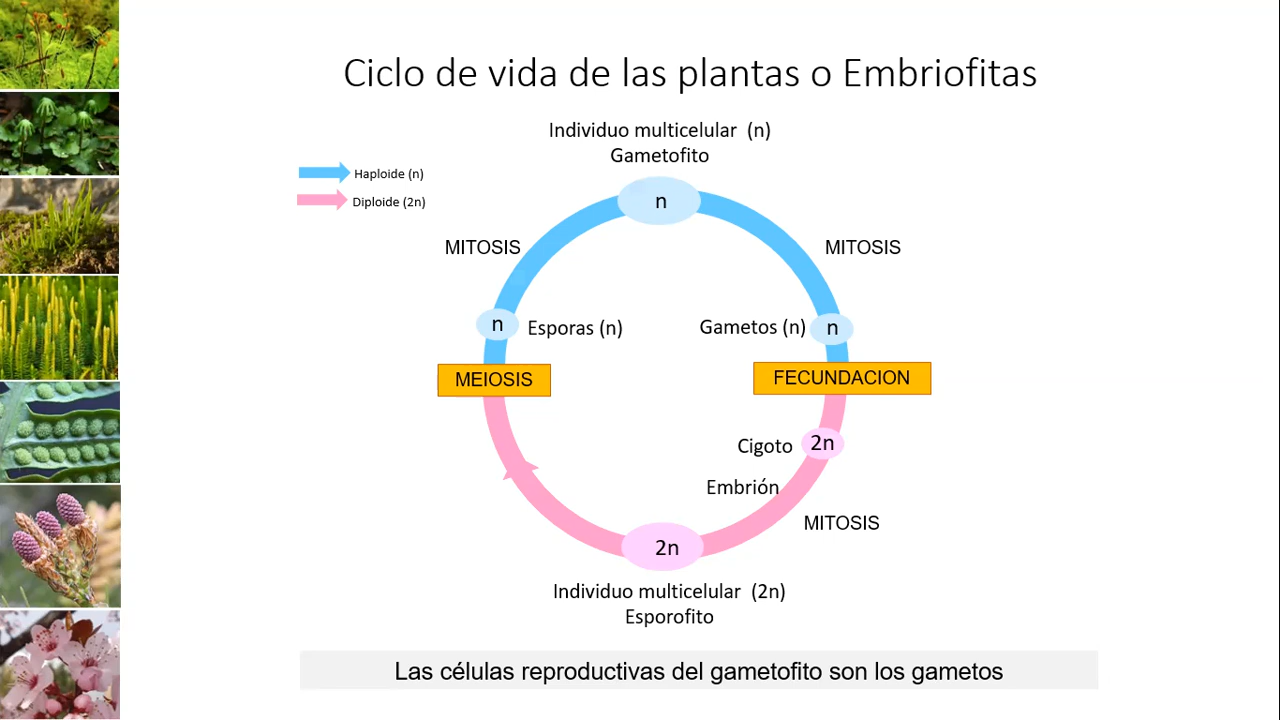 Ciclo de vida de las plantas o Embriofitas
Individuo multicelular (n)
Gametofito
Haploide (n)
Diploide (2n)
n
MITOSIS
MITOSIS
n
Esporas (n)
Gametos (n)
n
MEIOSIS
FECUNDACION
Cigoto
2n
Embrión
MITOSIS
2n
Individuo multicelular (2n)
Esporofito
Las células reproductivas del gametofito son los gametos